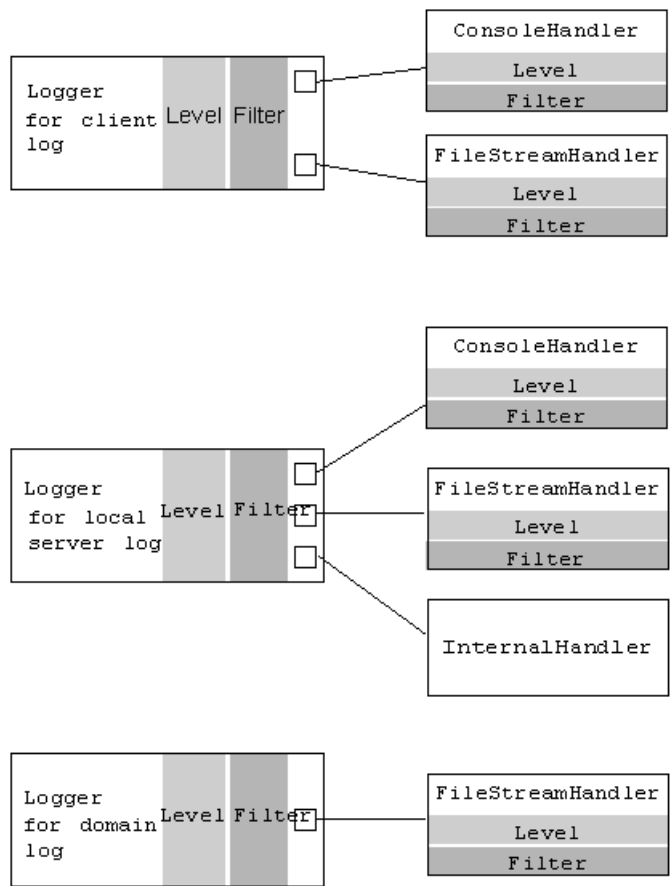 Logger
for client
log
Level
Filter
ConsoleHandler
Level
Filter
FileStreamHandler
Level
Filter
Logger
for local
server log
Level
Filter
ConsoleHandler
Level
Filter
FileStreamHandler
Level
Filter
InternalHandler
Logger
for domain
log
Level
Filter
FileStreamHandler
Level
Filter